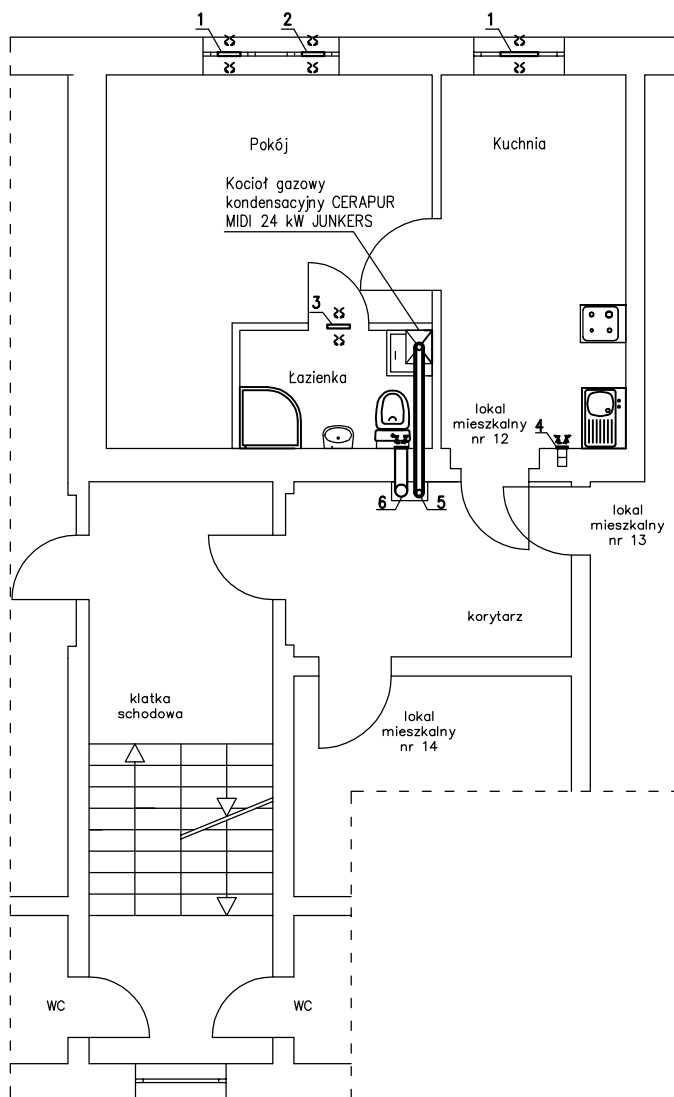 1
2
1
Pokój
Kuchnia
Kocioł gazowy
kondensacyjny CERAPUR
MIDI 24 kW JUNKERS
3
Łazienka
lokal
mieszkalny
nr 12
4
6
5
lokal
mieszkalny
nr 13
korytarz
klatka
schodowa
lokal
mieszkalny
nr 14
WC
WC